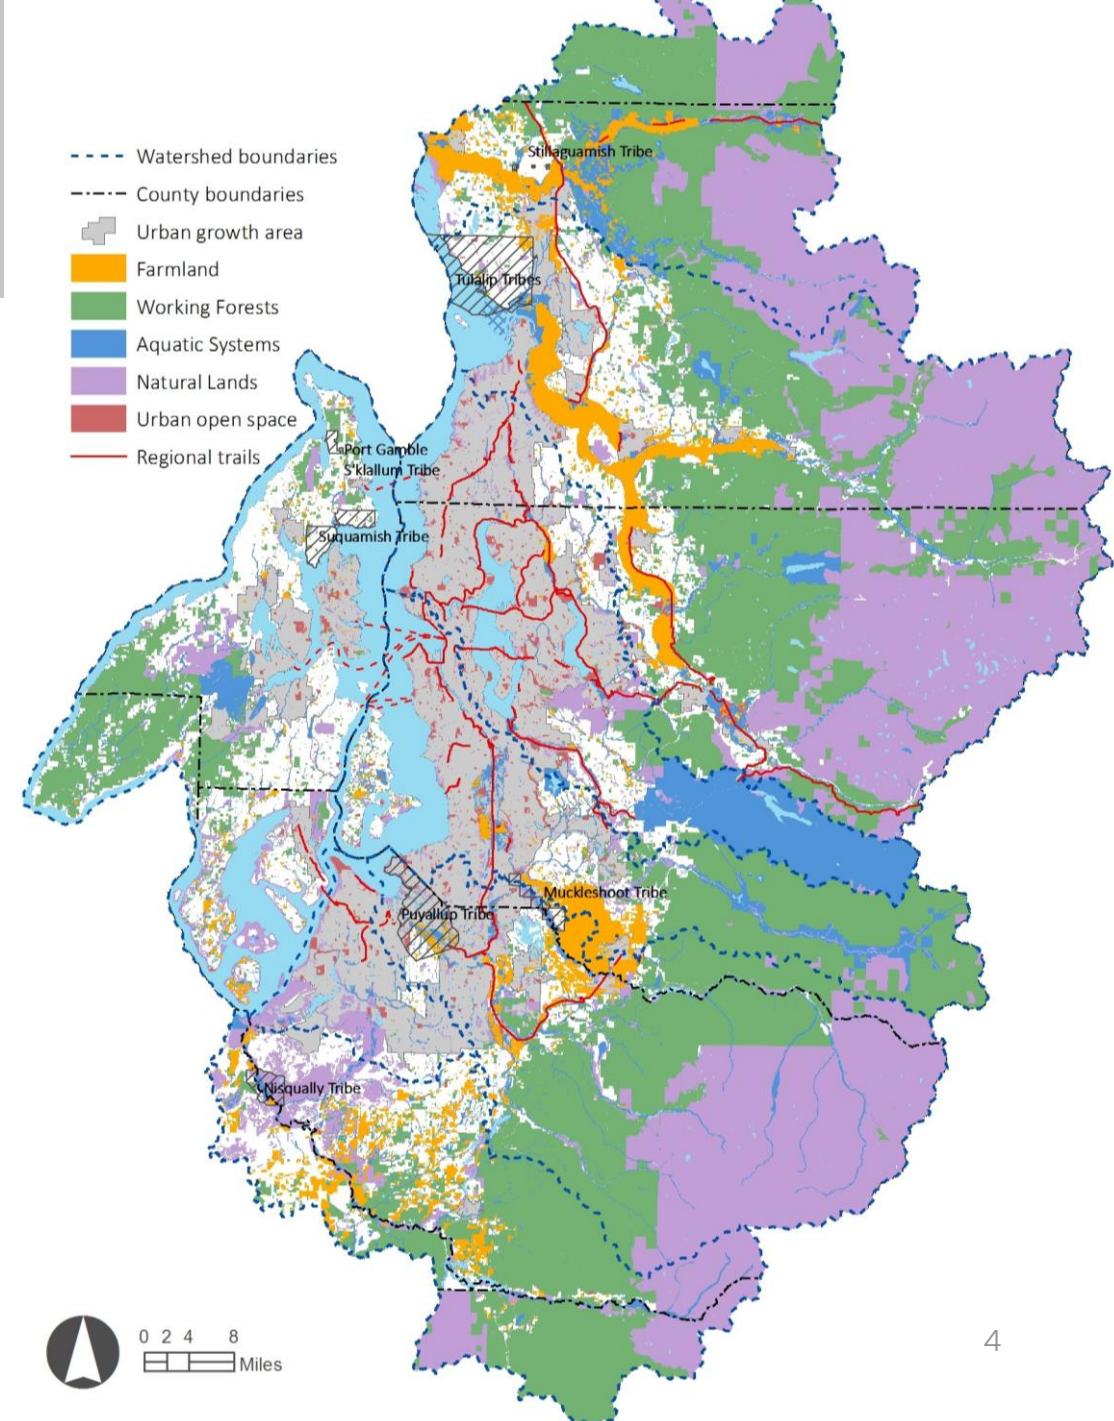 Watershed boundaries
County boundaries
Urban growth area
Farmland
Working Forests
Aquatic Systems
Natural Lands
Urban open space
Regional trails
Stillaguamish Tribe
Tulalip Tribes
Port Gamble
S'klallum Tribe
Suquamish Tribe
Muckleshoot Tribe
Puyallup Tribe
Nisqually Tribe
0 2 4 8
Miles
4